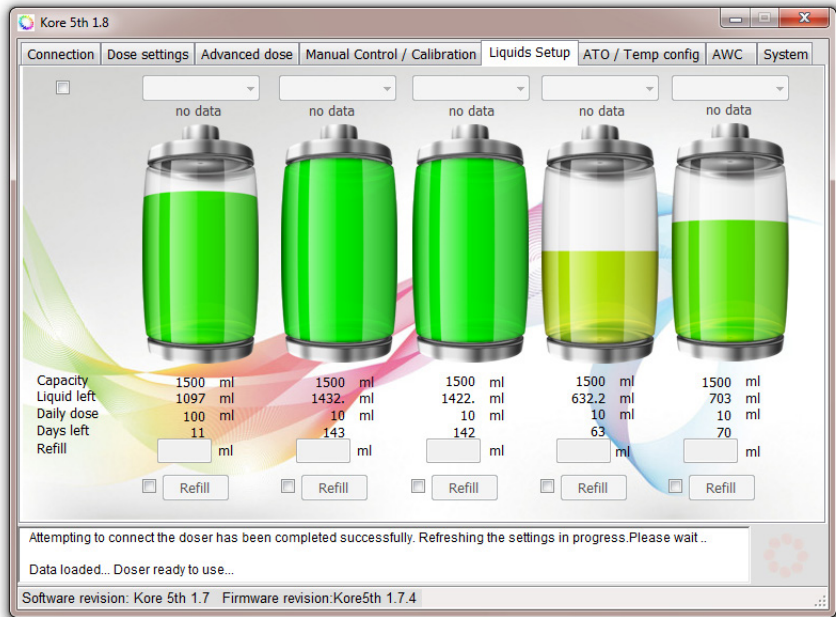 Kore 5th 1.8
Connection Dose settings Advanced dose Manual Control / Calibration Liquids Setup ATO / Temp config AWC System
no data no data no data no data no data
Capacity 1500 ml 1500 ml 1500 ml 1500 ml 1500 ml
Liquid left 1097 ml 1432. ml 1422. ml 632.2 ml 703 ml
Daily dose 100 ml 10 ml 10 ml 10 ml 10 ml
Days left 11 143 142 63 70
Refill ml ml ml ml ml
Refill Refill Refill Refill Refill
Attempting to connect the doser has been completed successfully. Refreshing the settings in progress.Please wait ..
Data loaded... Doser ready to use...
Software revision: Kore 5th 1.7 Firmware revision:Kore5th 1.7.4